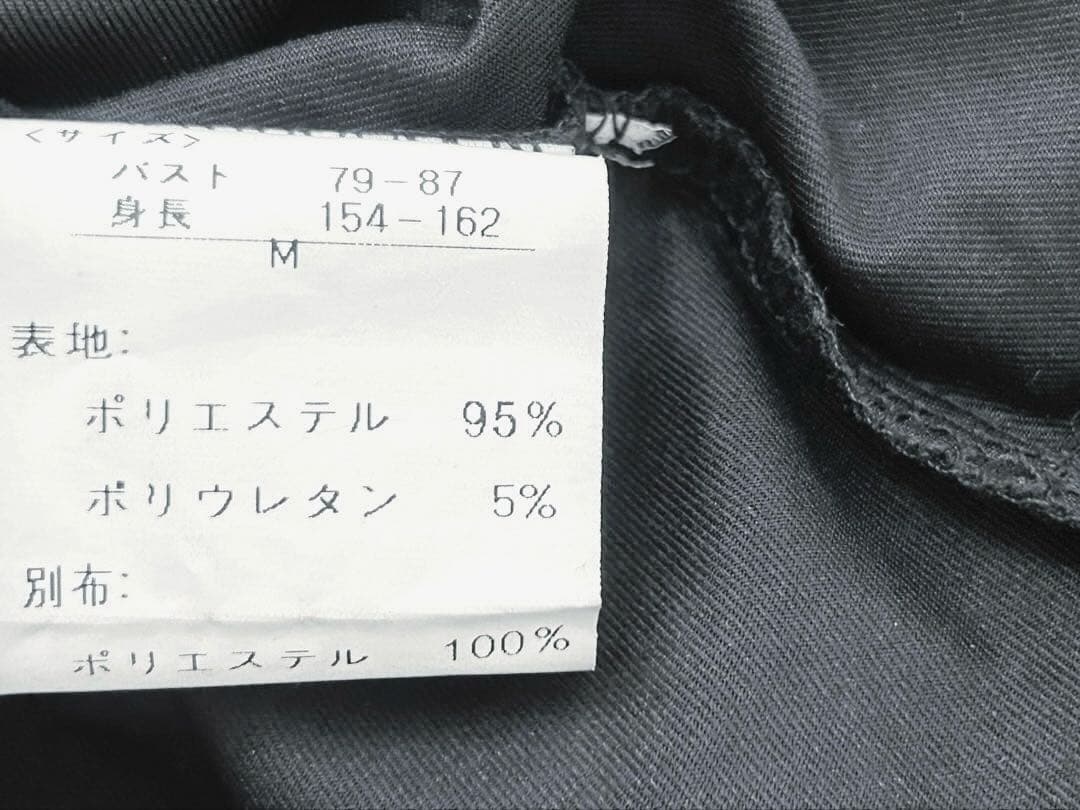 <サイズ>
バスト 79-87
身長 154-162
M
表地:
ポリエステル 95%
ポリウレタン 5%
別布:
ポリエステル 100%